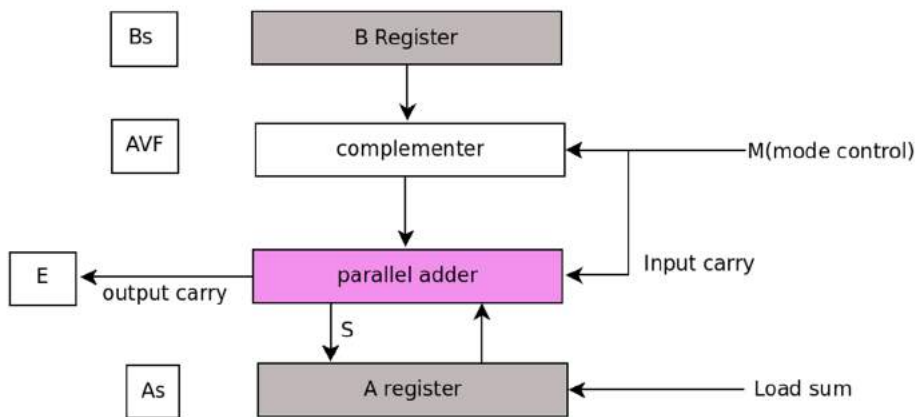 Bs
B Register
AVF
complementer
M(mode control)
E
output carry
parallel adder
Input carry
S
As
A register
Load sum